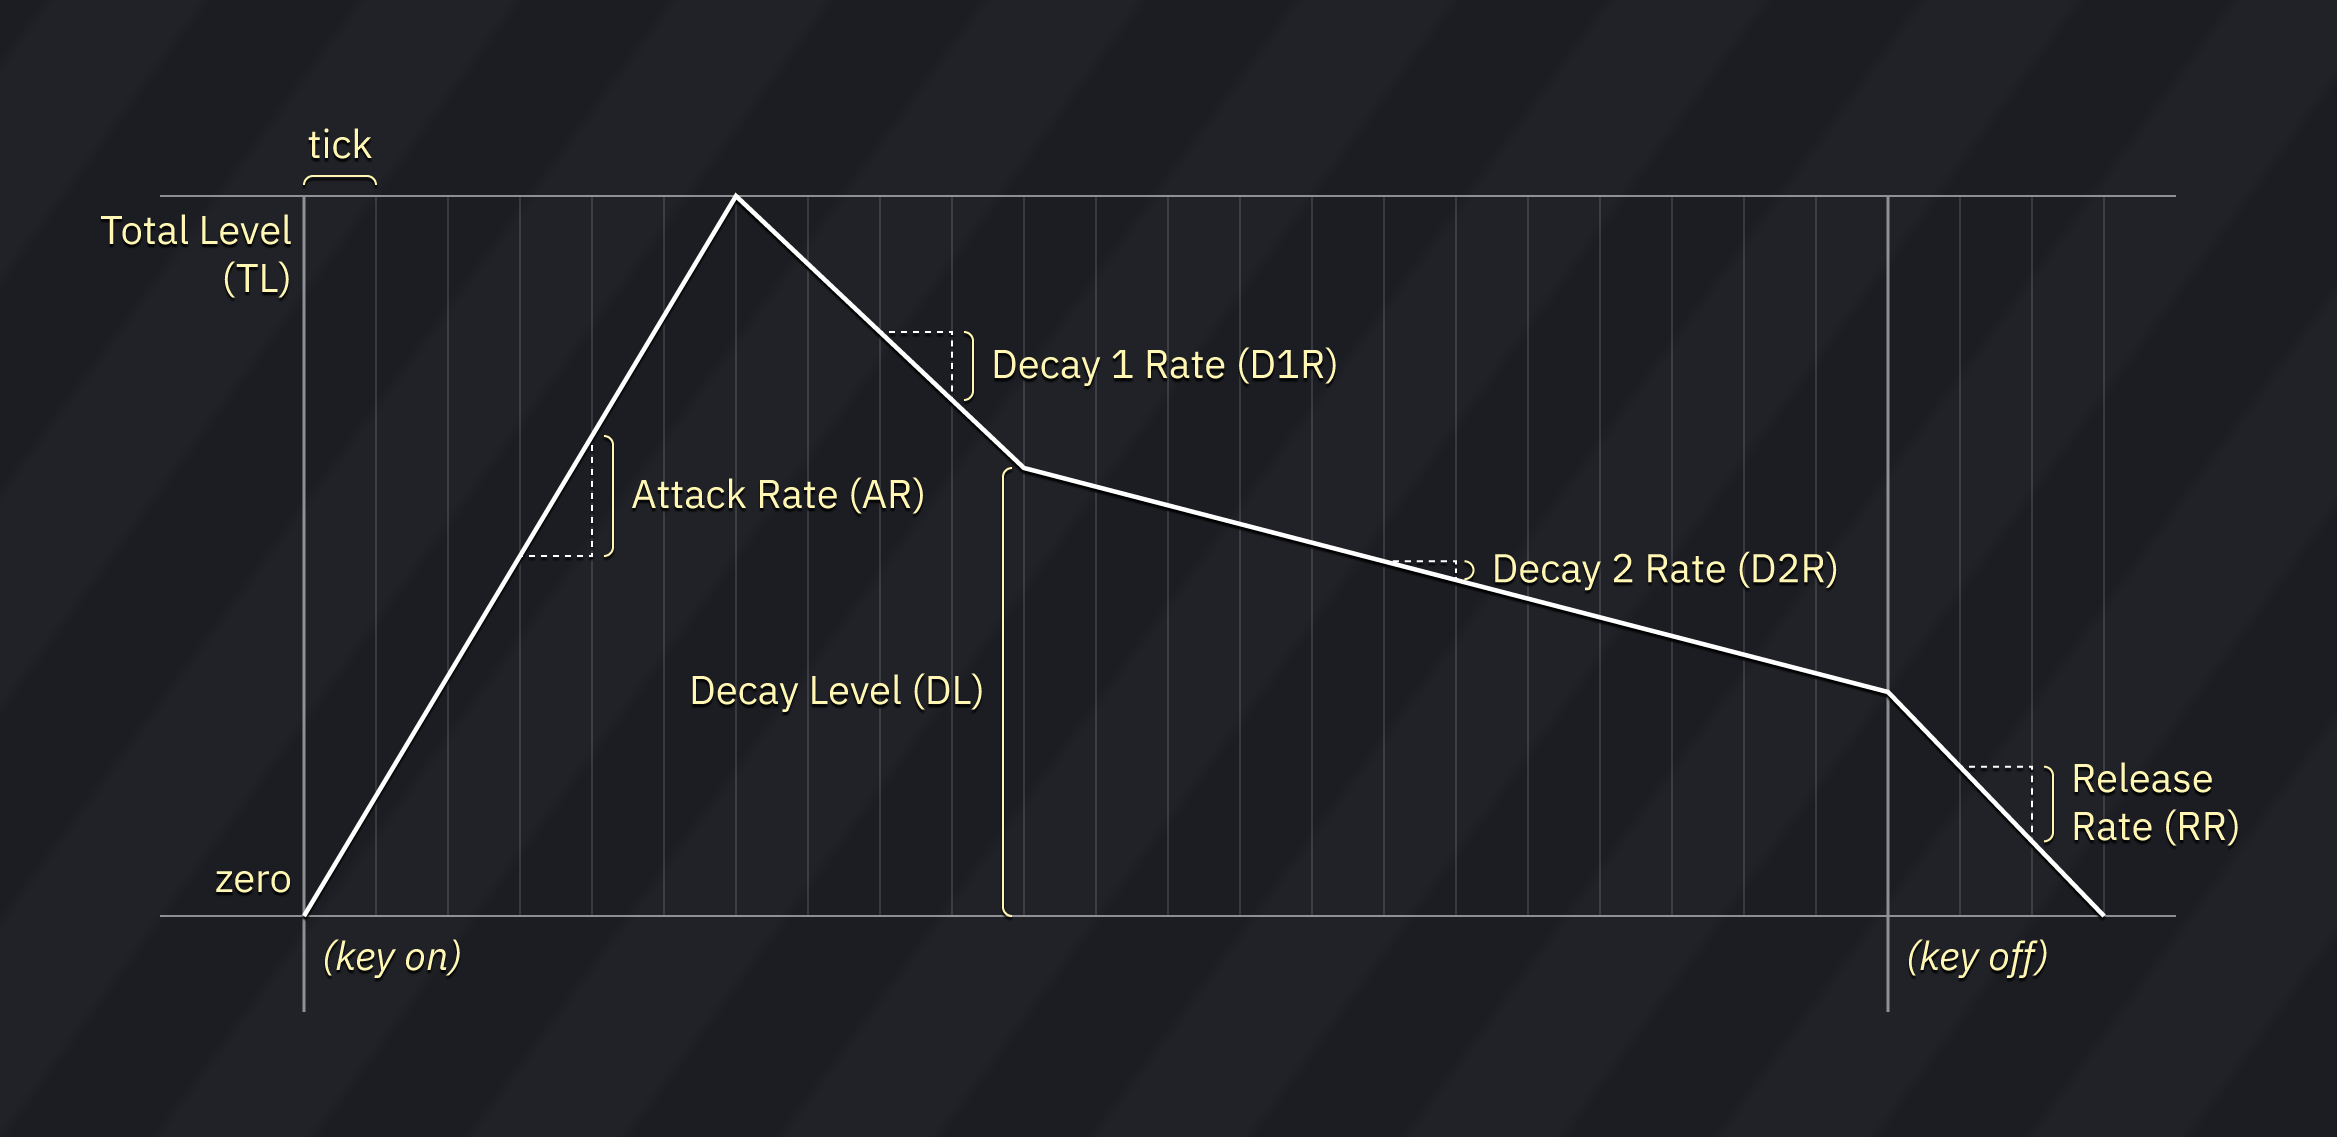 tick
Total Level
(TL)
Decay 1 Rate (D1R)
Attack Rate (AR)
Decay 2 Rate (D2R)
Decay Level (DL)
Release
Rate (RR)
zero
(key on)
(key off)